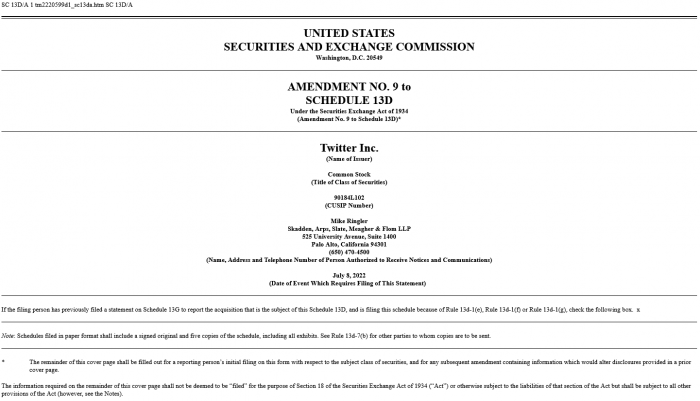 SC 13D/A 1 tm2220599d1_sc13da.htm SC 13D/A
UNITED STATES
SECURITIES AND EXCHANGE COMMISSION
Washington, D.C. 20549
AMENDMENT NO. 9 to
SCHEDULE 13D
Under the Securities Exchange Act of 1934
(Amendment No. 9 to Schedule 13D)*
Twitter Inc.
(Name of Issuer)
Common Stock
(Title of Class of Securities)
90184L102
(CUSIP Number)
Mike Ringler
Skadden, Arps, Slate, Meagher & Flom LLP
525 University Avenue, Suite 1400
Palo Alto, California 94301
(650) 470-4500
(Name, Address and Telephone Number of Person Authorized to Receive Notices and Communications)
July 8, 2022
(Date of Event Which Requires Filing of This Statement)
If the filing person has previously filed a statement on Schedule 13G to report the acquisition that is the subject of this Schedule 13D, and is filing this schedule because of Rule 13d-1(e), Rule 13d-1(f) or Rule 13d-1(g), check the following box. x
Note: Schedules filed in paper format shall include a signed original and five copies of the schedule, including all exhibits. See Rule 13d-7(b) for other parties to whom copies are to be sent.
* The remainder of this cover page shall be filled out for a reporting person's initial filing on this form with respect to the subject class of securities, and for any subsequent amendment containing information which would alter disclosures provided in a prior
cover page.
The information required on the remainder of this cover page shall not be deemed to be "filed" for the purpose of Section 18 of the Securities Exchange Act of 1934 ("Act") or otherwise subject to the liabilities of that section of the Act but shall be subject to all other
provisions of the Act (however, see the Notes).